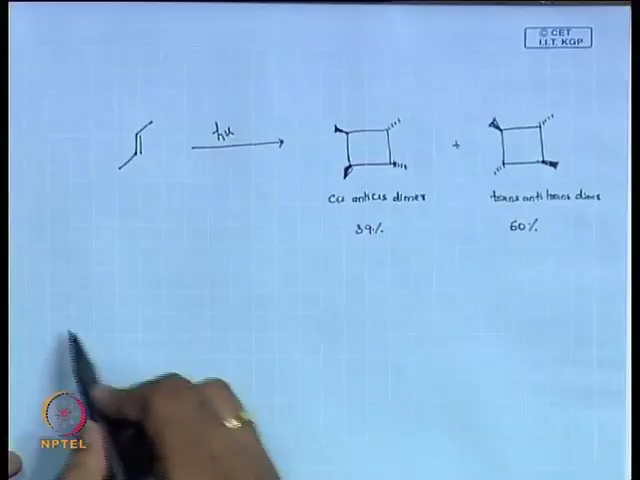 © CET
I.I.T. KGP
hν
+
cis anti cis dimer
trans anti trans dimer
39%
60%
NPTEL